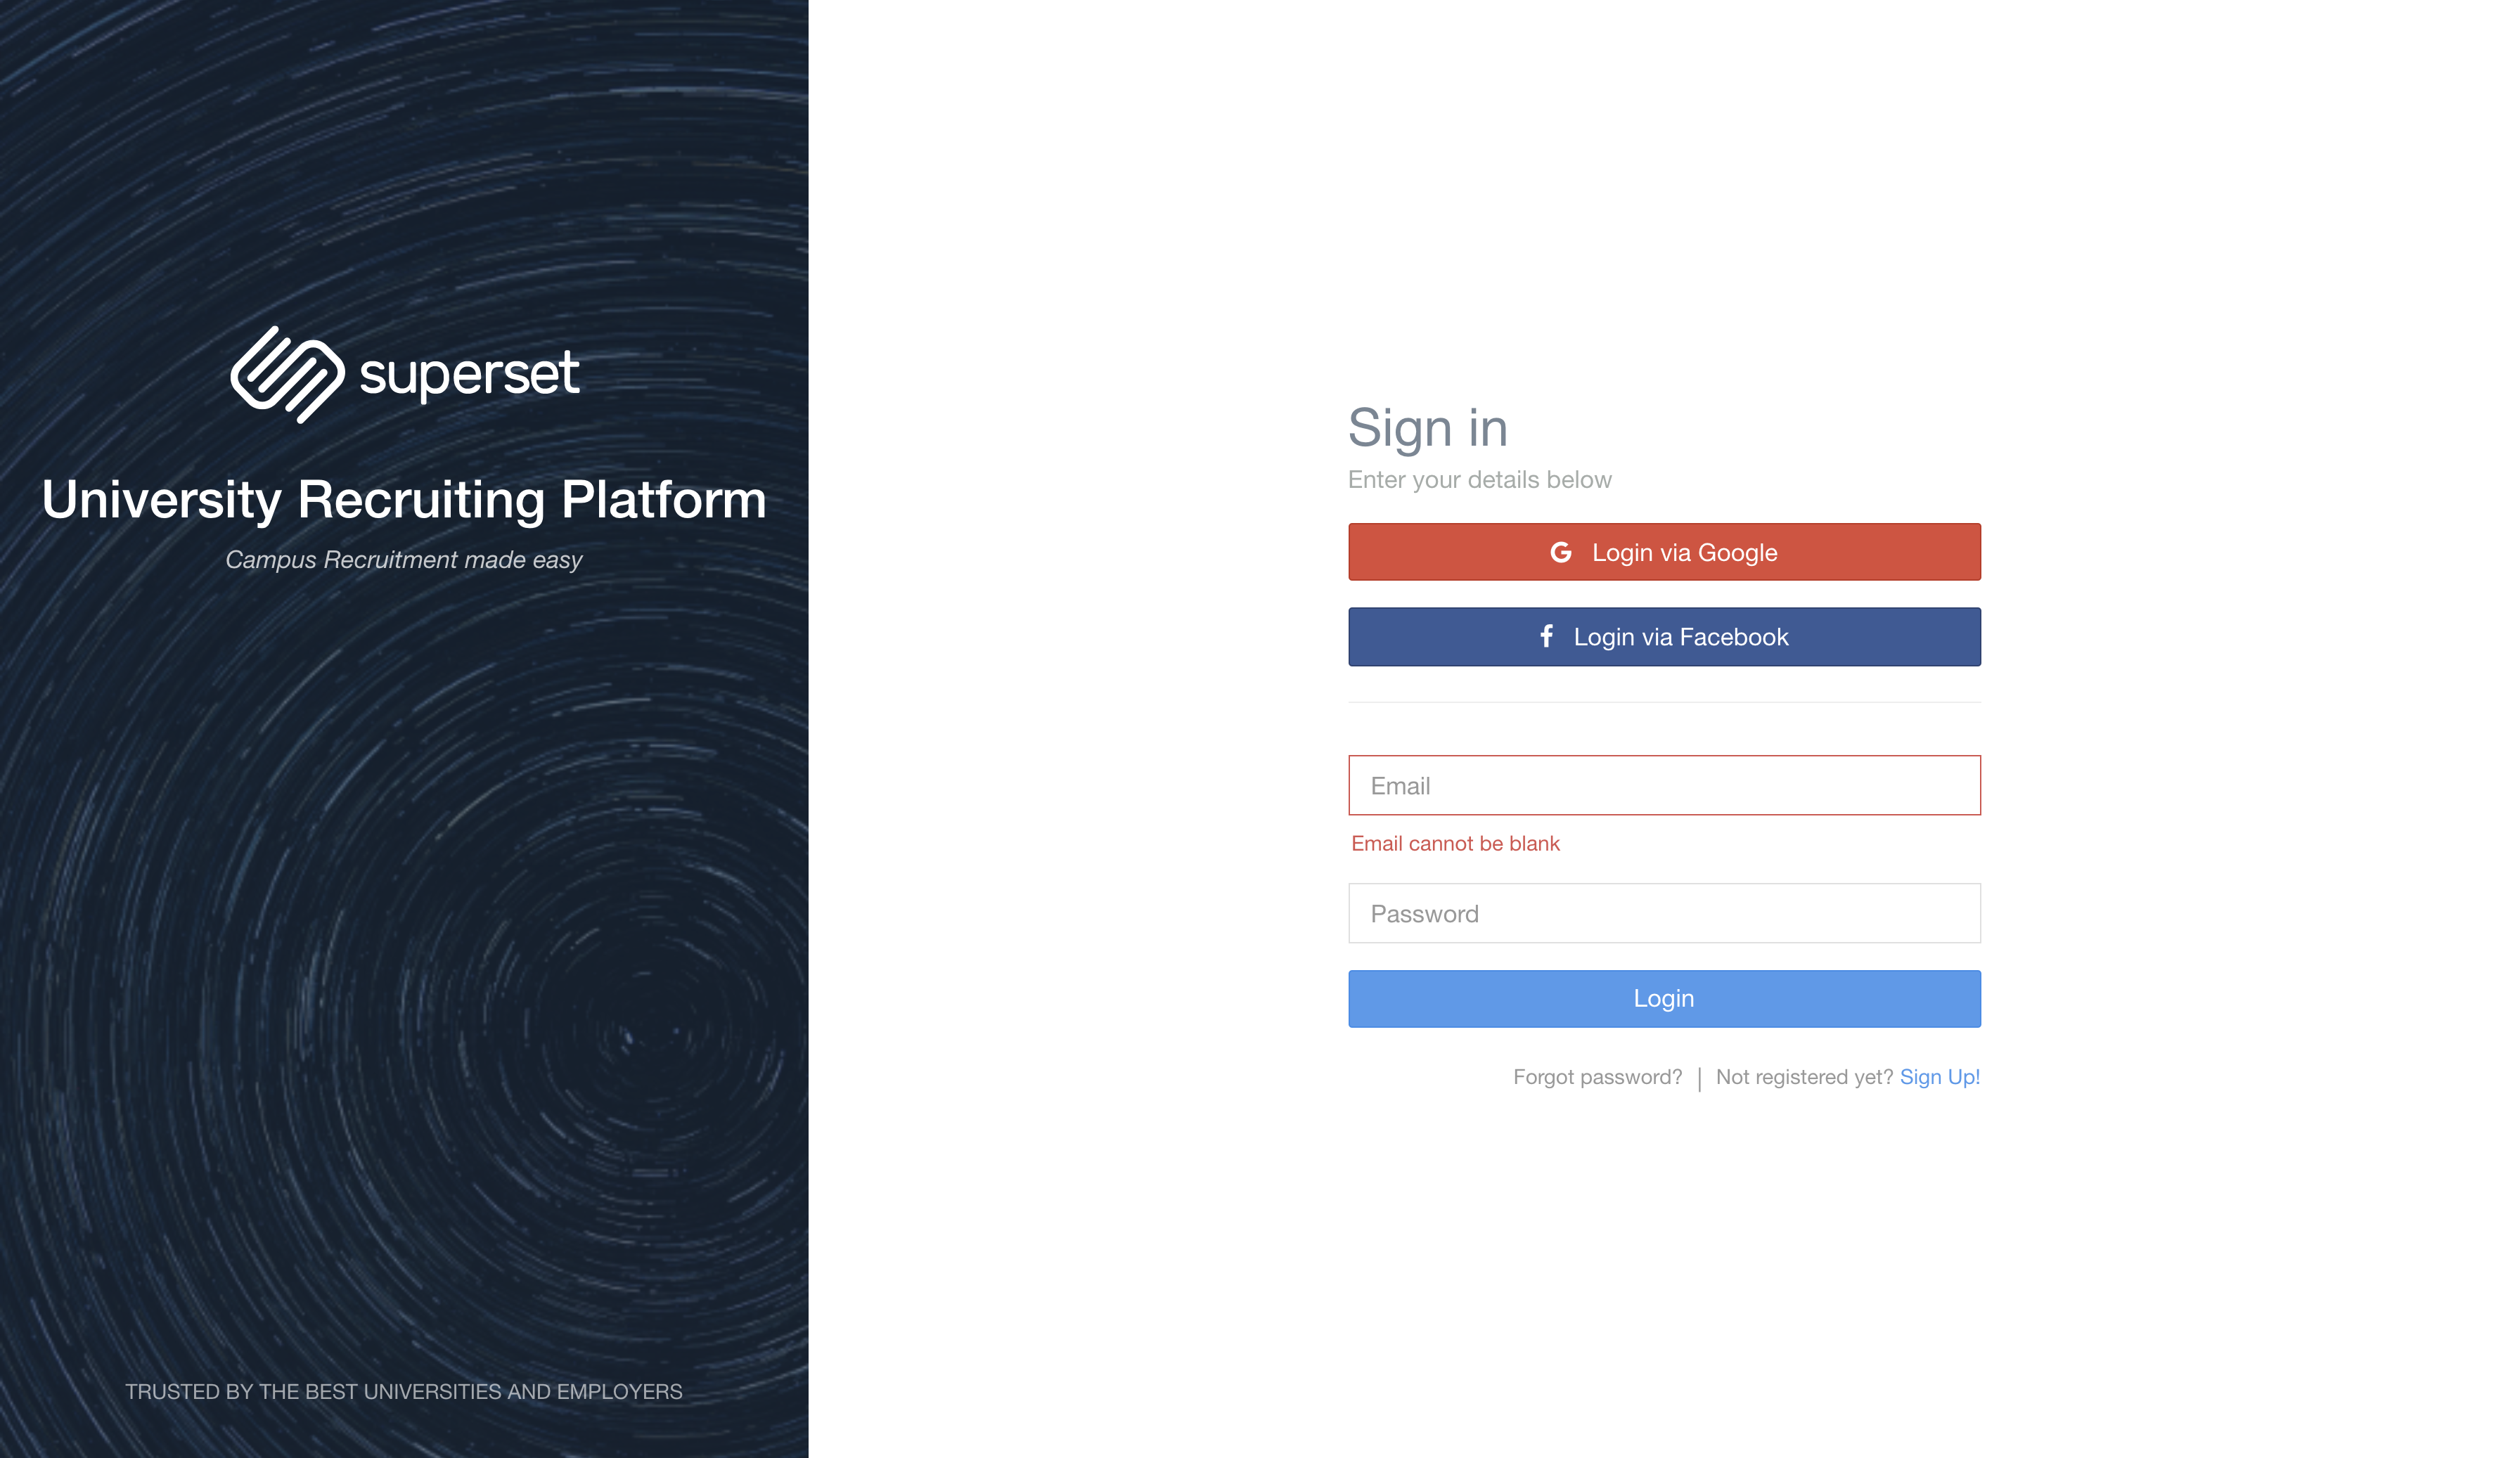 superset
University Recruiting Platform
Campus Recruitment made easy
TRUSTED BY THE BEST UNIVERSITIES AND EMPLOYERS
Sign in
Enter your details below
Login via Google
Login via Facebook
Email
Email cannot be blank
Password
Login
Forgot password? | Not registered yet? Sign Up!